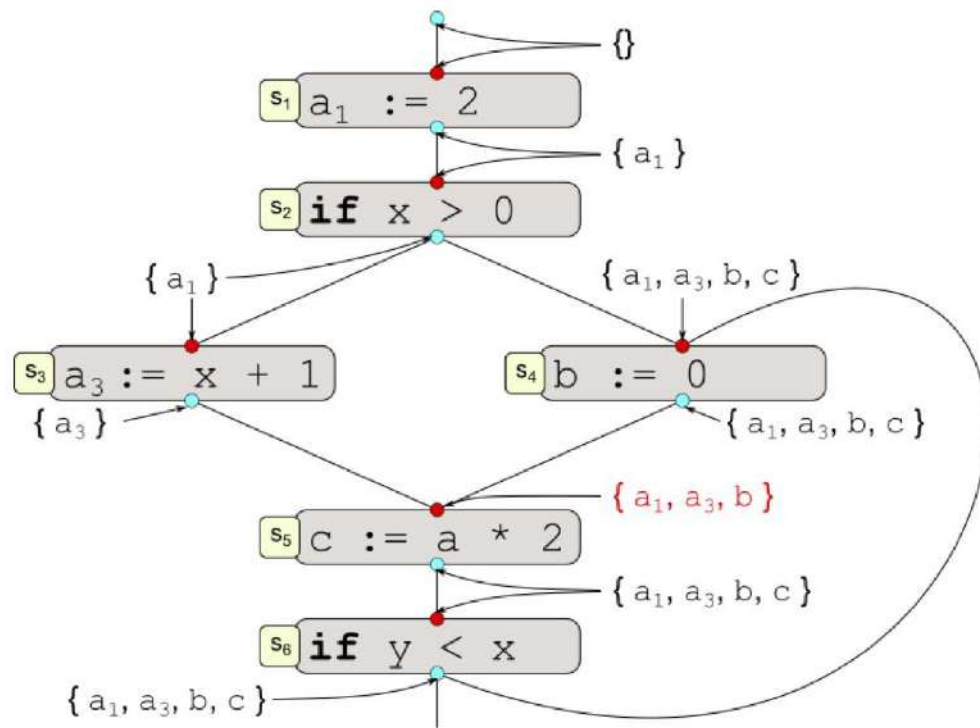 {}
s₁ a₁ := 2
{ a₁ }
s₂ if x > 0
{ a₁ }
{ a₁, a₃, b, c }
s₃ a₃ := x + 1
s₄ b := 0
{ a₃ }
{ a₁, a₃, b, c }
{ a₁, a₃, b }
s₅ c := a * 2
{ a₁, a₃, b, c }
s₆ if y < x
{ a₁, a₃, b, c }